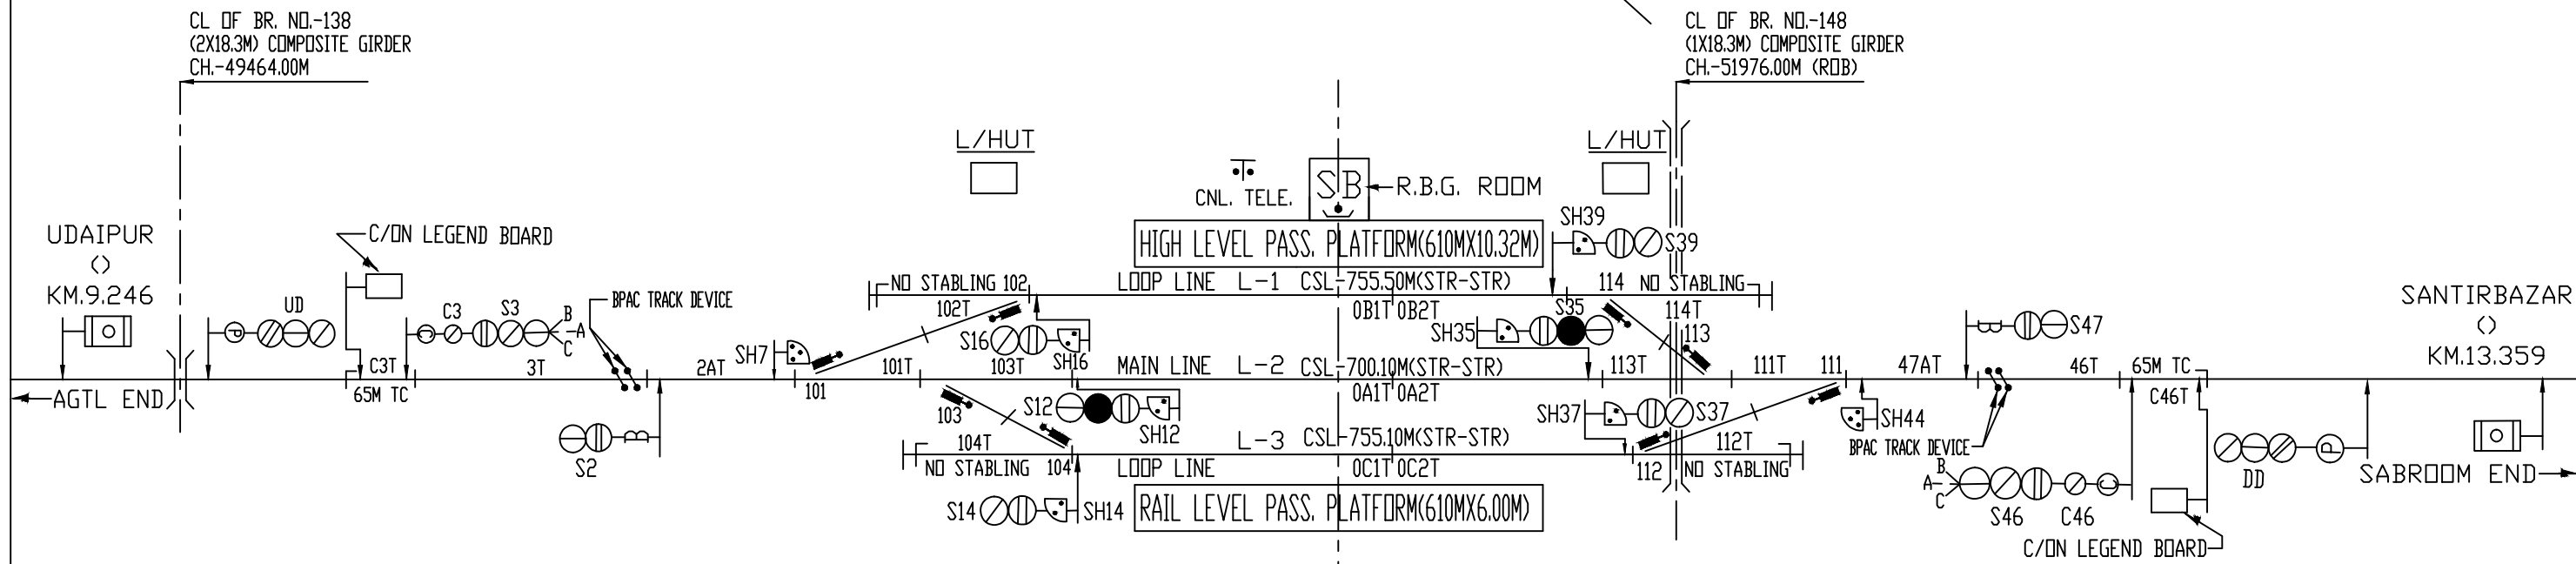 CL OF BR. NO.-138
(2X18.3M) COMPOSITE GIRDER
CH.-49464.00M
CL OF BR. NO.-148
(1X18.3M) COMPOSITE GIRDER
CH.-51976.00M (ROB)
L/HUT
L/HUT
CNL. TELE.
SB
R.B.G. ROOM
UDAIPUR
()
KM.9.246
C/ON LEGEND BOARD
HIGH LEVEL PASS. PLATFORM(610MX10.32M)
SH39
S39
SANTIRBAZAR
()
KM.13.359
NO STABLING 102
LOOP LINE L-1 CSL-755.50M(STR-STR)
114 NO STABLING
UD
C3
S3
B
A
C
BPAC TRACK DEVICE
102T
0B1T 0B2T
S35
114T
P
C
S16
SH16
SH35
113
B
S47
SH7
C3T
3T
2AT
101T
103T
MAIN LINE L-2 CSL-700.10M(STR-STR)
113T
111T
111
47AT
46T
65M TC
AGTL END
65M TC
101
0A1T 0A2T
C46T
103
S12
SH12
SH37
S37
SH44
S2
B
104T
L-3 CSL-755.10M(STR-STR)
112T
BPAC TRACK DEVICE
P
DD
NO STABLING 104
LOOP LINE
0C1T 0C2T
112 NO STABLING
SABROOM END
B
A
C
C
S46
C46
S14
SH14
RAIL LEVEL PASS. PLATFORM(610MX6.00M)
C/ON LEGEND BOARD